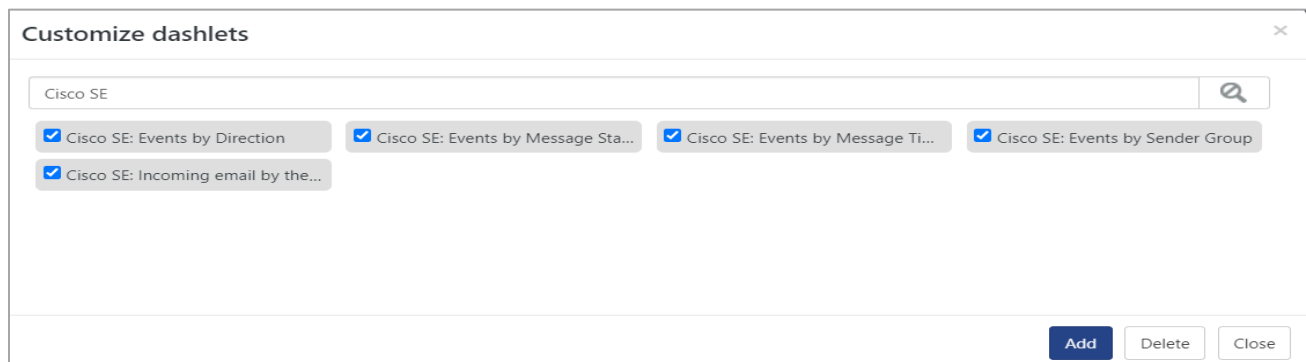 Customize dashlets
Cisco SE
Cisco SE: Events by Direction
Cisco SE: Events by Message Sta...
Cisco SE: Events by Message Ti...
Cisco SE: Events by Sender Group
Cisco SE: Incoming email by the...
Add
Delete
Close